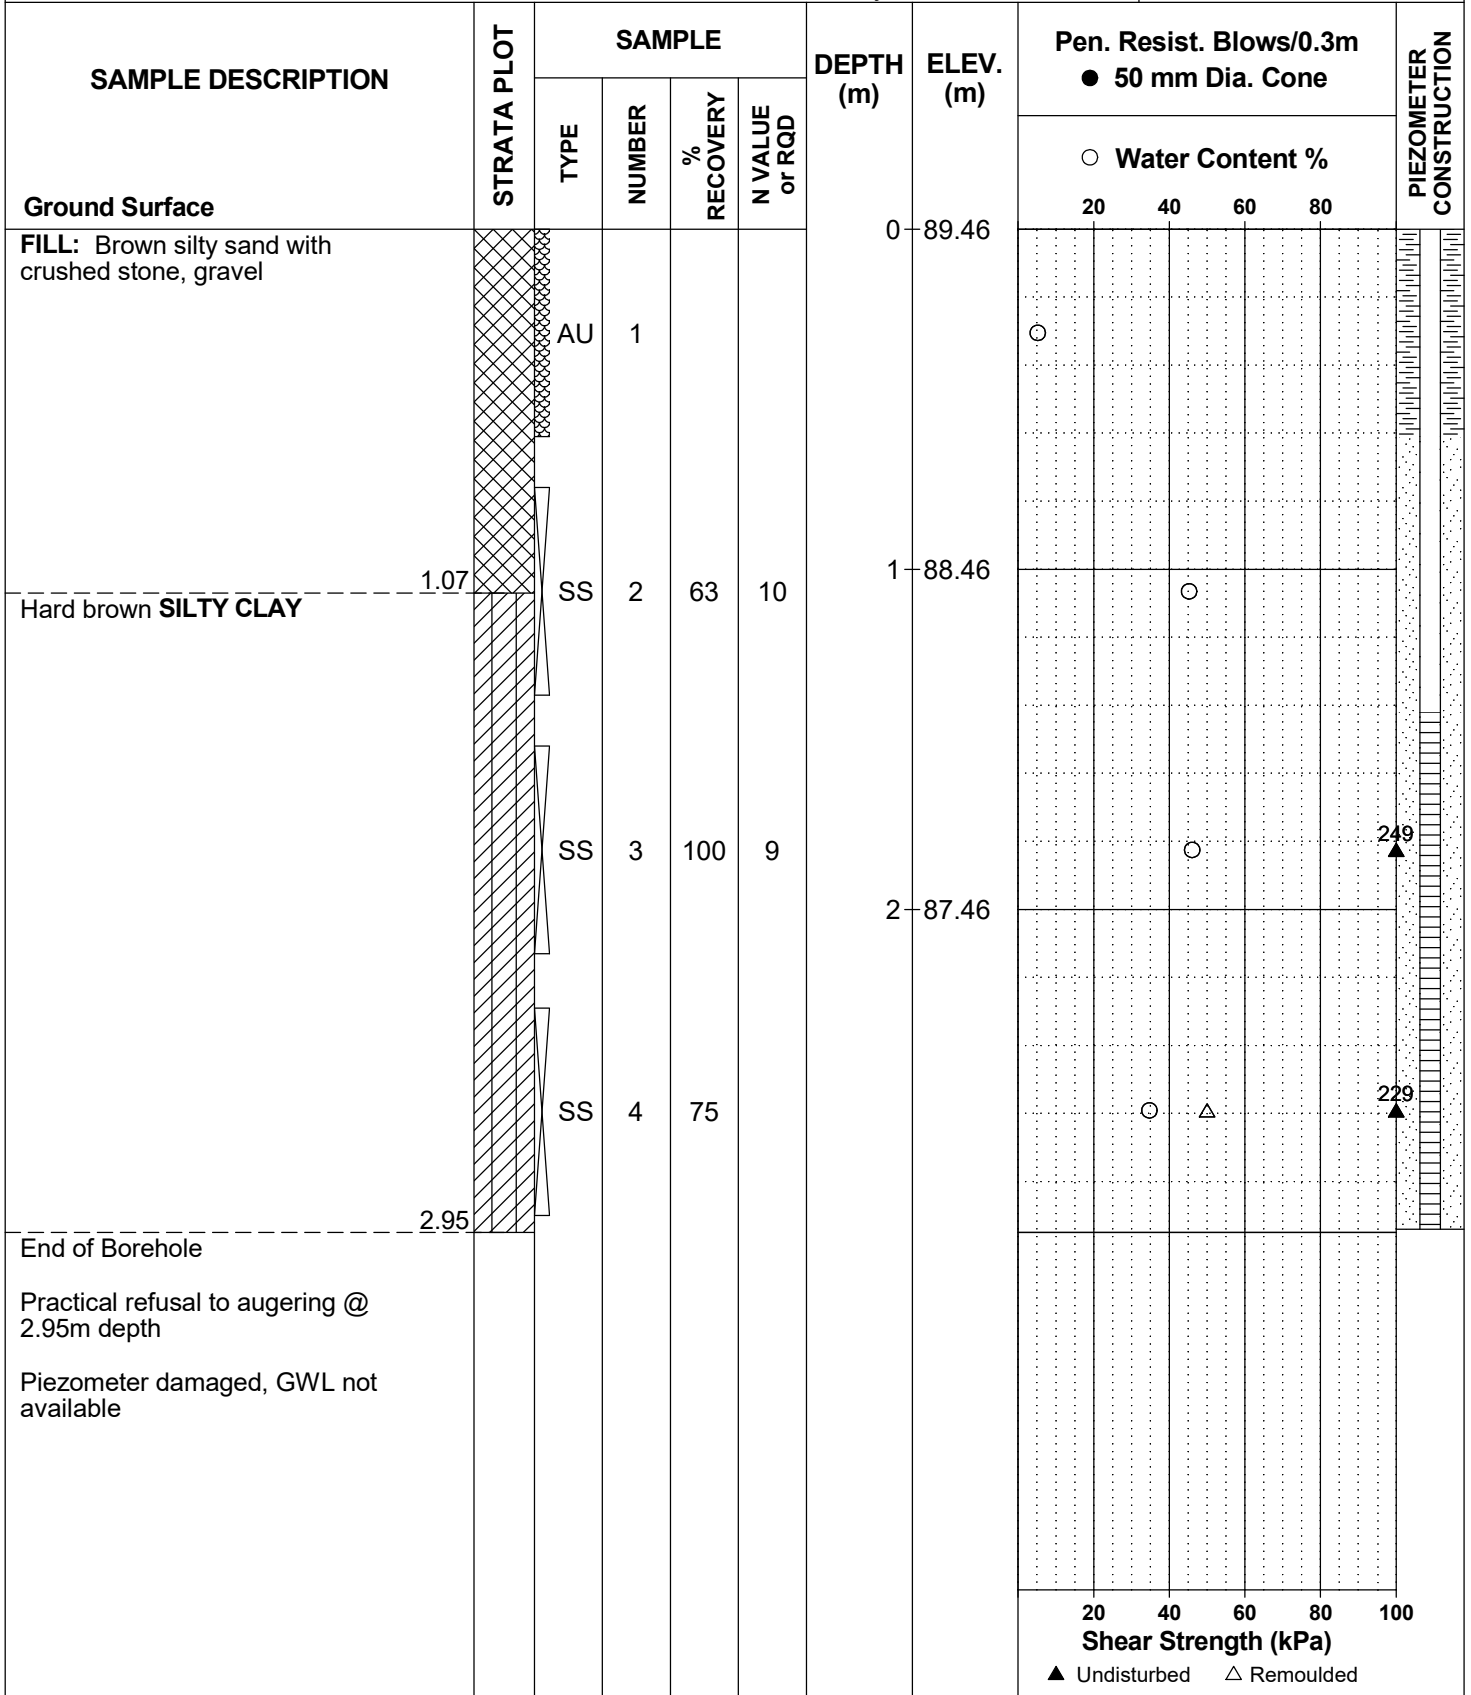 SAMPLE DESCRIPTION
STRATA PLOT
SAMPLE
TYPE
NUMBER
%
RECOVERY
N VALUE
or RQD
DEPTH
(m)
ELEV.
(m)
Pen. Resist. Blows/0.3m
● 50 mm Dia. Cone
○ Water Content %
20 40 60 80
PIEZOMETER
CONSTRUCTION
Ground Surface
0 89.46
FILL: Brown silty sand with
crushed stone, gravel
AU 1
1 88.46
1.07
SS 2 63 10
Hard brown SILTY CLAY
249
SS 3 100 9
2 87.46
229
SS 4 75
2.95
End of Borehole
Practical refusal to augering @
2.95m depth
Piezometer damaged, GWL not
available
20 40 60 80 100
Shear Strength (kPa)
▲ Undisturbed △ Remoulded